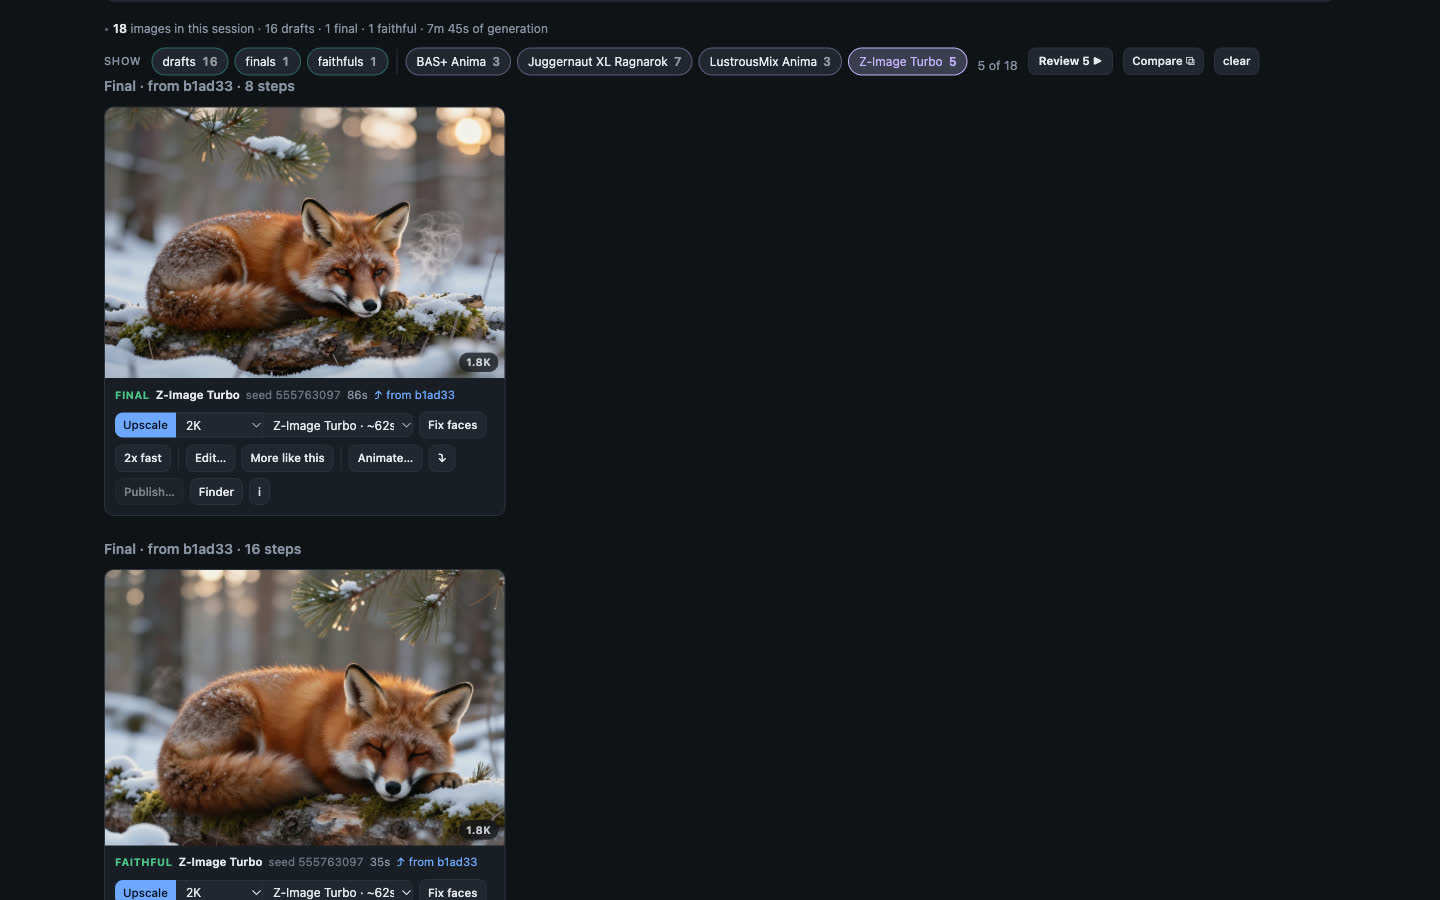 18 images in this session · 16 drafts · 1 final · 1 faithful · 7m 45s of generation
SHOW drafts 16 finals 1 faithfuls 1 BAS+ Anima 3 Juggernaut XL Ragnarok 7 LustrousMix Anima 3 Z-Image Turbo 5 5 of 18 Review 5 Compare clear
Final · from b1ad33 · 8 steps
1.8K
FINAL Z-Image Turbo seed 555763097 86s ↑ from b1ad33
Upscale 2K Z-Image Turbo · ~62s Fix faces
2x fast Edit... More like this Animate...
Publish... Finder i
Final · from b1ad33 · 16 steps
1.8K
FAITHFUL Z-Image Turbo seed 555763097 35s ↑ from b1ad33
Upscale 2K Z-Image Turbo · ~62s Fix faces